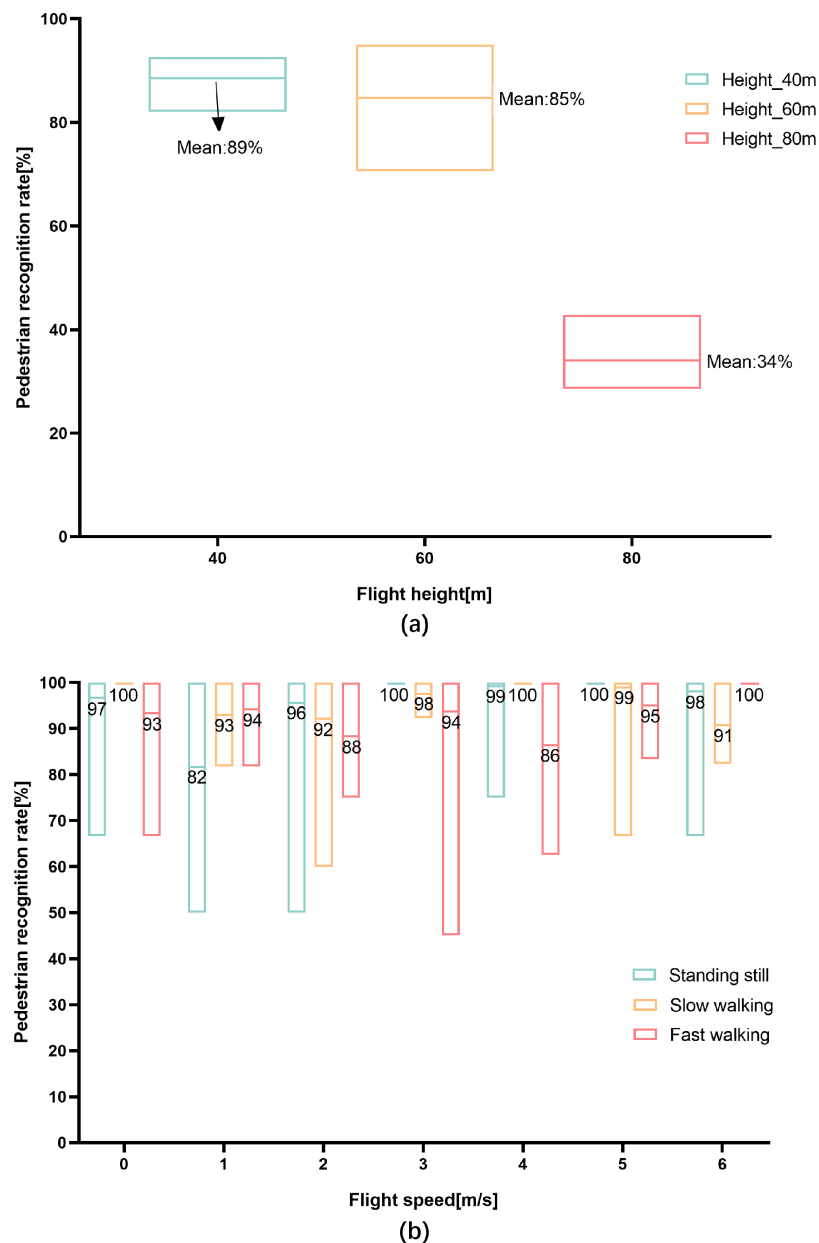 Pedestrian recognition rate[%]
100
80
60
40
20
0
Mean:89%
Mean:85%
Mean:34%
Height_40m
Height_60m
Height_80m
40 60 80
Flight height[m]
(a)
Pedestrian recognition rate[%]
100
90
80
70
60
50
40
30
20
10
0
97 100 93 82 93 94 96 92 88 100 98 94 99 100 86 100 99 95 98 91 100
Standing still
Slow walking
Fast walking
0 1 2 3 4 5 6
Flight speed[m/s]
(b)